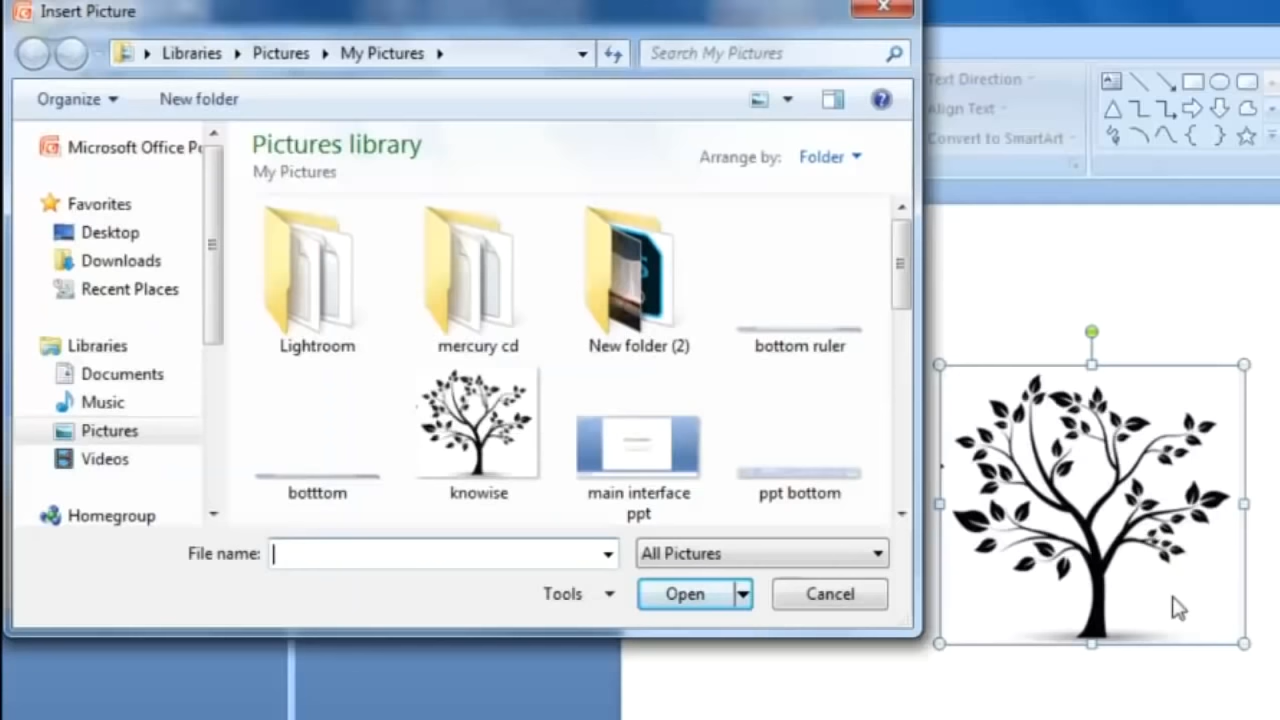 Insert Picture
Libraries
Pictures
My Pictures
Search My Pictures
Organize
New folder
Text Direction
Align Text
Convert to SmartArt
Microsoft Office P
Favorites
Desktop
Downloads
Recent Places
Libraries
Documents
Music
Pictures
Videos
Homegroup
Pictures library
My Pictures
Arrange by:
Folder
Lightroom
mercury cd
New folder (2)
bottom ruler
botttom
knowise
main interface
ppt
ppt bottom
File name:
All Pictures
Tools
Open
Cancel